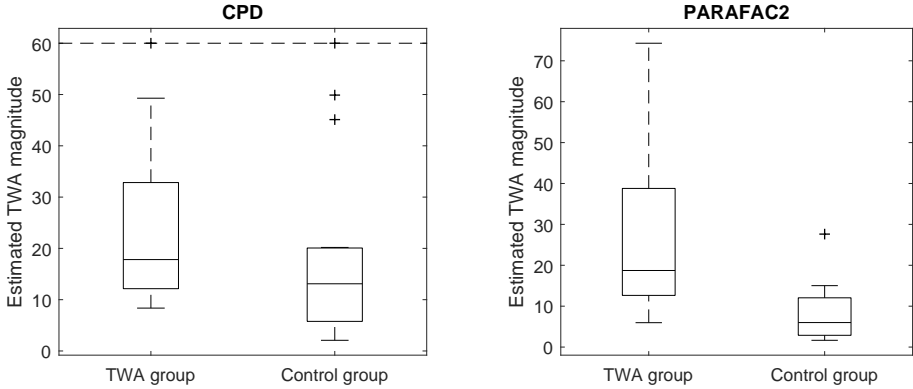 CPD
Estimated TWA magnitude
60
50
40
30
20
10
0
TWA group
Control group
PARAFAC2
Estimated TWA magnitude
70
60
50
40
30
20
10
0
TWA group
Control group